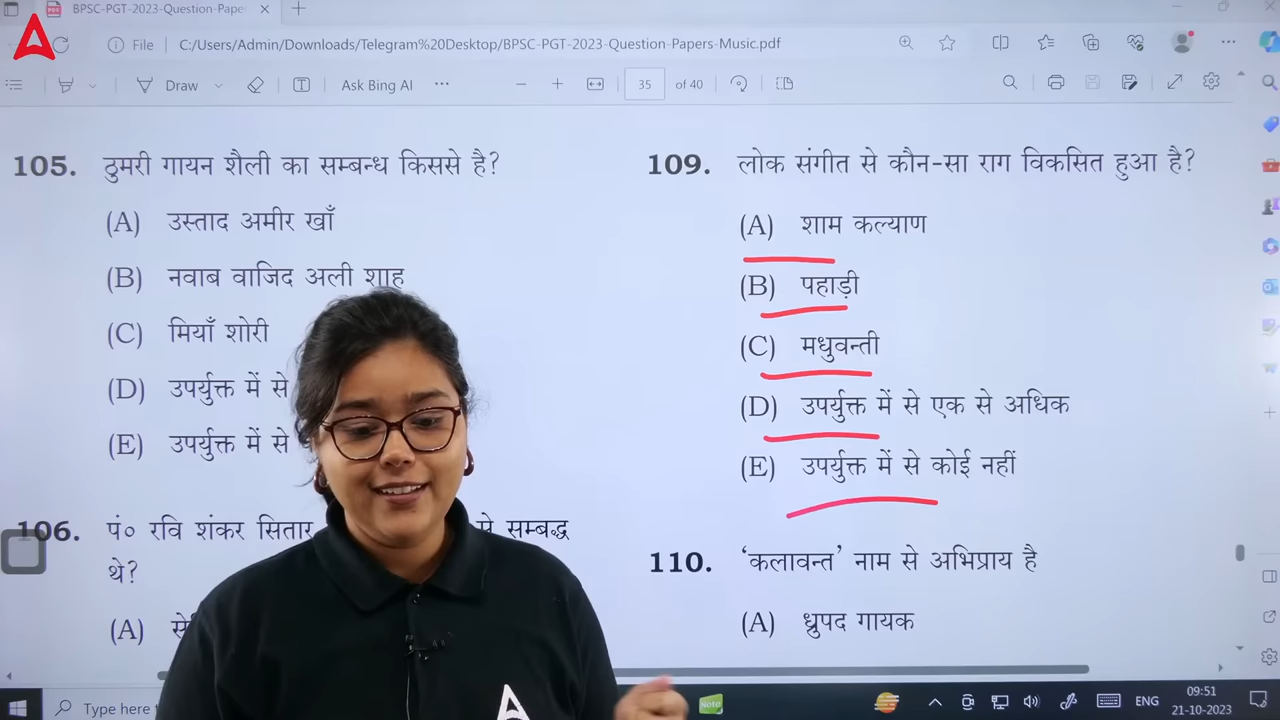 BPSC-PGT-2023-Question-Pape
File
C:/Users/Admin/Downloads/Telegram%20Desktop/BPSC-PGT-2023-Question-Papers-Music.pdf
Draw
Ask Bing AI
35
of 40
105. ठुमरी गायन शैली का सम्बन्ध किससे है?
(A) उस्ताद अमीर खाँ
(B) नवाब वाजिद अली शाह
(C) मियाँ शोरी
(D) उपर्युक्त में से
(E) उपर्युक्त में से
106. पं० रवि शंकर सितार
से सम्बद्ध
थे?
(A)
109. लोक संगीत से कौन-सा राग विकसित हुआ है?
(A) शाम कल्याण
(B) पहाड़ी
(C) मधुवन्ती
(D) उपर्युक्त में से एक से अधिक
(E) उपर्युक्त में से कोई नहीं
110. ‘कलावन्त’ नाम से अभिप्राय है
(A) ध्रुपद गायक
Type here
ENG
09:51
21-10-2023